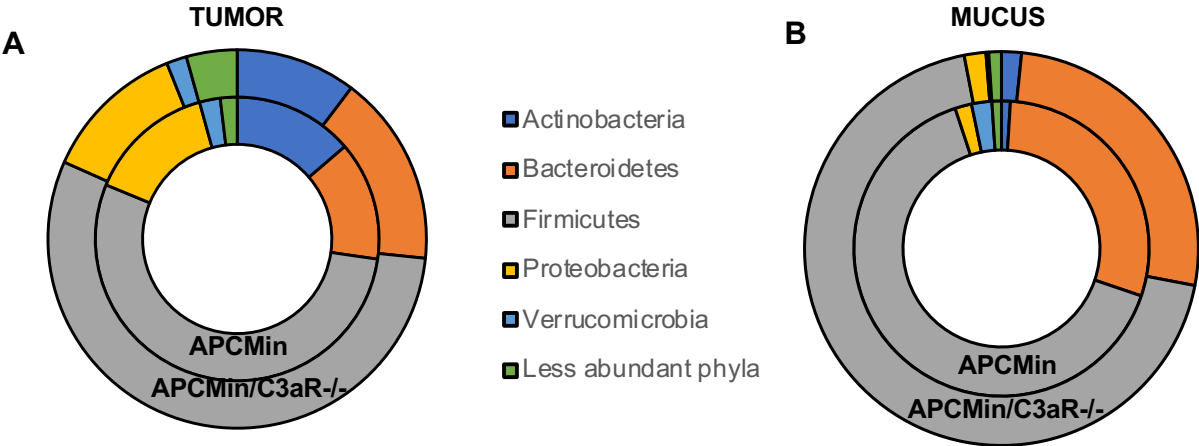 TUMOR
A
APCMin
APCMin/C3aR-/-
Actinobacteria
Bacteroidetes
Firmicutes
Proteobacteria
Verrucomicrobia
Less abundant phyla
MUCUS
B
APCMin
APCMin/C3aR-/-